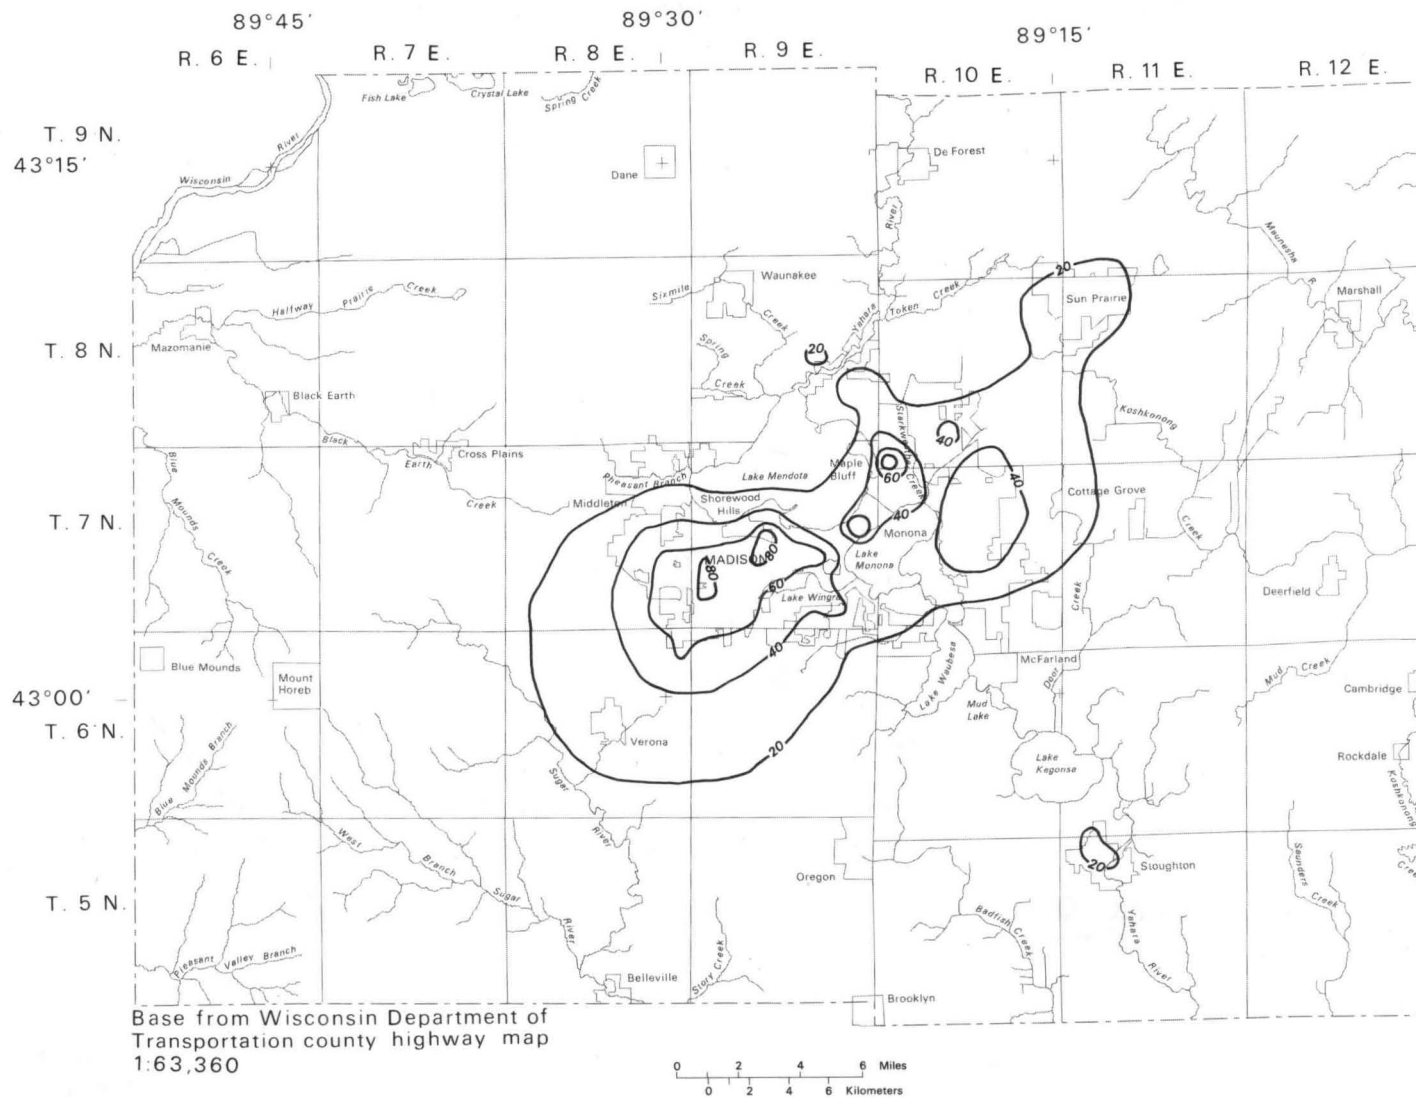 89°45′ 89°30′ 89°15′
R. 6 E. R. 7 E. R. 8 E. R. 9 E. R. 10 E. R. 11 E. R. 12 E.
Fish Lake Crystal Lake Spring Creek
T. 9 N.
43°15′
Wisconsin River
Dane
De Forest
River
Maunesha R
Waunakee
Sixmile Creek
Halfway Prairie Creek
Yahara
Token Creek
20
Sun Prairie
Marshall
Mazomanie
T. 8 N.
Spring Creek
20
Black Earth
Starkweather Creek
Koshkonong Creek
40
Black Earth Creek
Cross Plains
Blue Mounds Creek
Pheasant Branch
Lake Mendota
Maple Bluff
60
40
Cottage Grove
Middleton
Shorewood Hills
T. 7 N.
40
Monona
MADISON
80
80
Lake Monona
60
Lake Wingra
Deerfield
Creek
Blue Mounds
Mount Horeb
40
McFarland
Door
Mud Creek
Lake Waubesa
Mud Lake
Cambridge
43°00′
T. 6 N.
Verona
20
Rockdale
Blue Mounds Branch
Sugar River
Lake Kegonsa
Koshkonong
Creek
West Branch Sugar River
20
Stoughton
Oregon
Saunders Creek
T. 5 N.
Badfish Creek
Yahara River
Pleasant Valley Branch
Story Creek
Belleville
Brooklyn
Base from Wisconsin Department of
Transportation county highway map
1:63,360
0 2 4 6 Miles
0 2 4 6 Kilometers